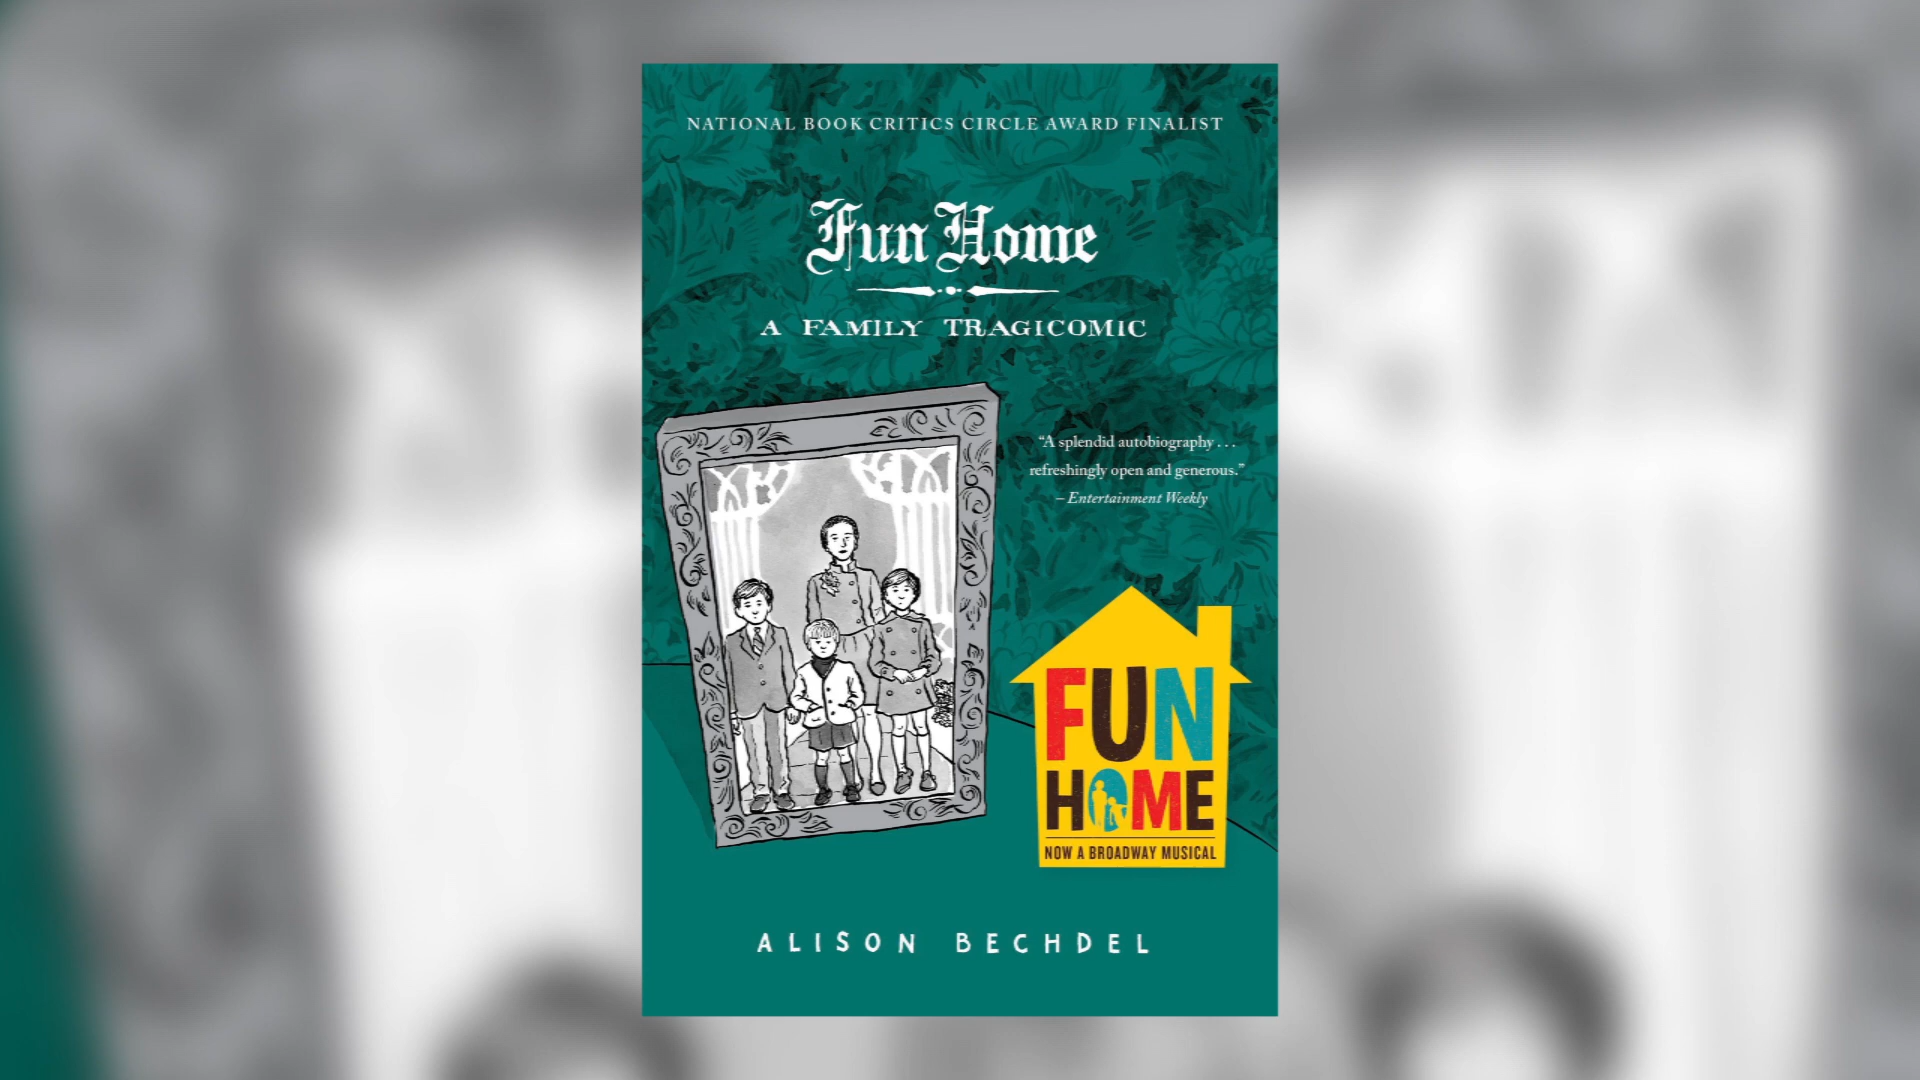 NATIONAL BOOK CRITICS CIRCLE AWARD FINALIST
Fun Home
A FAMILY TRAGICOMIC
“A splendid autobiography . . .
refreshingly open and generous.”
– Entertainment Weekly
FUN
HOME
NOW A BROADWAY MUSICAL
ALISON BECHDEL